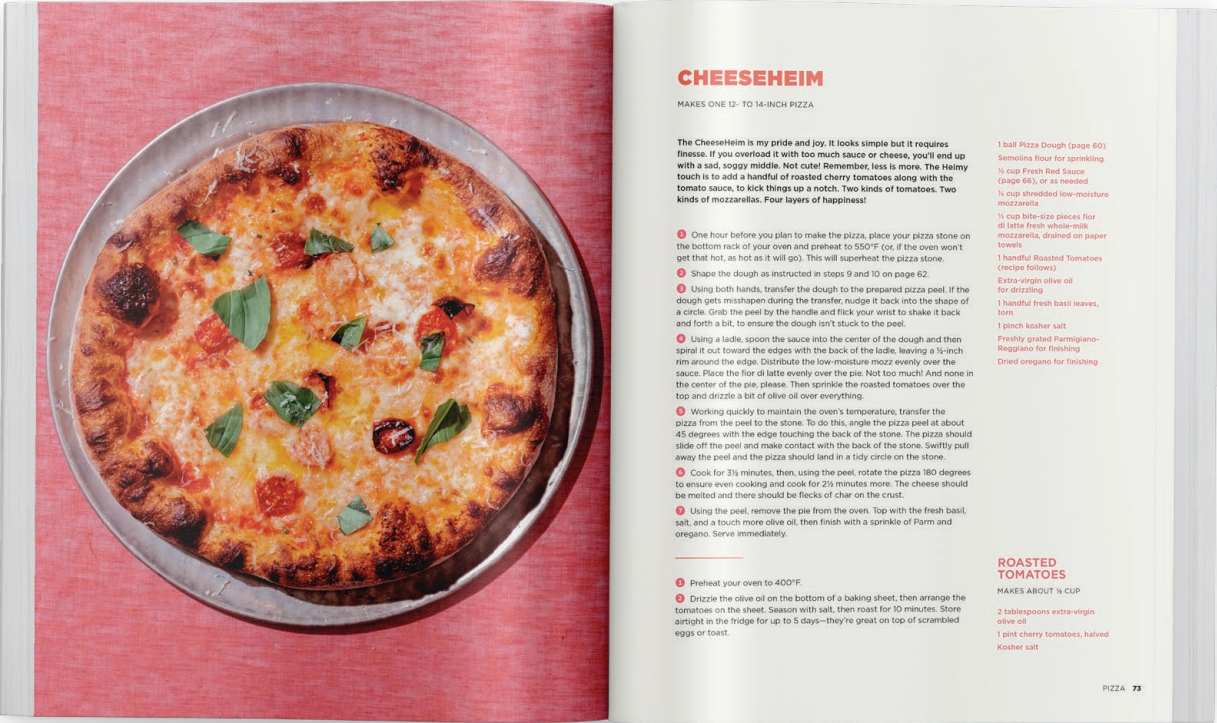 CHEESEHEIM
MAKES ONE 12- TO 14-INCH PIZZA
The CheeseHeim is my pride and joy. It looks simple but it requires
finesse. If you overload it with too much sauce or cheese, you'll end up
with a sad, soggy middle. Not cute! Remember, less is more. The Heimy
touch is to add a handful of roasted cherry tomatoes along with the
tomato sauce, to kick things up a notch. Two kinds of tomatoes. Two
kinds of mozzarellas. Four layers of happiness!
1 One hour before you plan to make the pizza, place your pizza stone on
the bottom rack of your oven and preheat to 550°F (or, if the oven won't
get that hot, as hot as it will go). This will superheat the pizza stone.
2 Shape the dough as instructed in steps 9 and 10 on page 62.
3 Using both hands, transfer the dough to the prepared pizza peel. If the
dough gets misshapen during the transfer, nudge it back into the shape of
a circle. Grab the peel by the handle and flick your wrist to shake it back
and forth a bit, to ensure the dough isn't stuck to the peel.
4 Using a ladle, spoon the sauce into the center of the dough and then
spiral it out toward the edges with the back of the ladle, leaving a ½-inch
rim around the edge. Distribute the low-moisture mozz evenly over the
sauce. Place the fior di latte evenly over the pie. Not too much! And none in
the center of the pie, please. Then sprinkle the roasted tomatoes over the
top and drizzle a bit of olive oil over everything.
5 Working quickly to maintain the oven's temperature, transfer the
pizza from the peel to the stone. To do this, angle the pizza peel at about
45 degrees with the edge touching the back of the stone. The pizza should
slide off the peel and make contact with the back of the stone. Swiftly pull
away the peel and the pizza should land in a tidy circle on the stone.
6 Cook for 3½ minutes, then, using the peel, rotate the pizza 180 degrees
to ensure even cooking and cook for 2½ minutes more. The cheese should
be melted and there should be flecks of char on the crust.
7 Using the peel, remove the pie from the oven. Top with the fresh basil,
salt, and a touch more olive oil, then finish with a sprinkle of Parm and
oregano. Serve immediately.
1 ball Pizza Dough (page 60)
Semolina flour for sprinkling
cup Fresh Red Sauce
(page 66), or as needed
cup shredded low-moisture
mozzarella
cup bite-size pieces fior
di latte fresh whole-milk
mozzarella, drained on paper
towels
1 handful Roasted Tomatoes
(recipe follows)
Extra-virgin olive oil
for drizzling
1 handful fresh basil leaves,
torn
1 pinch kosher salt
Freshly grated Parmigiano-
Reggiano for finishing
Dried oregano for finishing
1 Preheat your oven to 400°F.
2 Drizzle the olive oil on the bottom of a baking sheet, then arrange the
tomatoes on the sheet. Season with salt, then roast for 10 minutes. Store
airtight in the fridge for up to 5 days—they're great on top of scrambled
eggs or toast.
ROASTED
TOMATOES
MAKES ABOUT ½ CUP
2 tablespoons extra-virgin
olive oil
1 pint cherry tomatoes, halved
Kosher salt
PIZZA 73